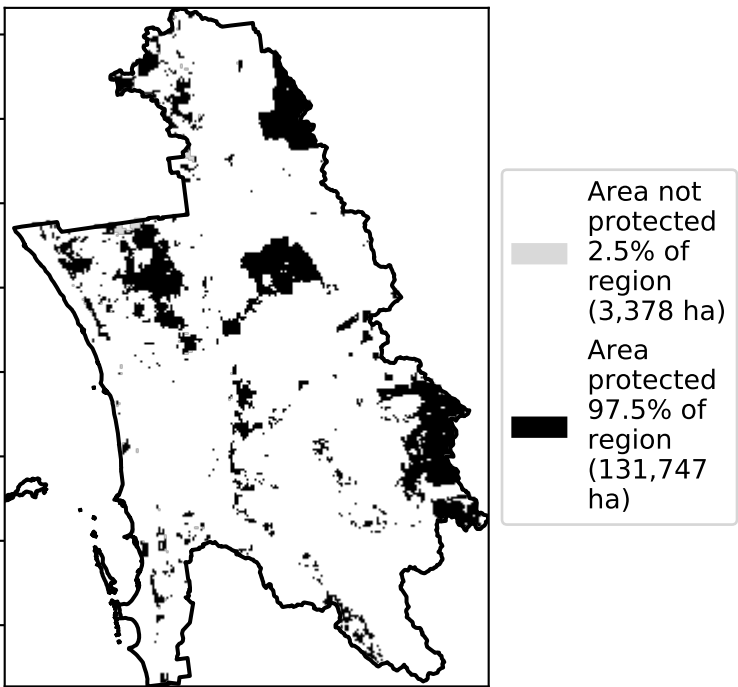 Area not
protected
2.5% of
region
(3,378 ha)
Area
protected
97.5% of
region
(131,747
ha)